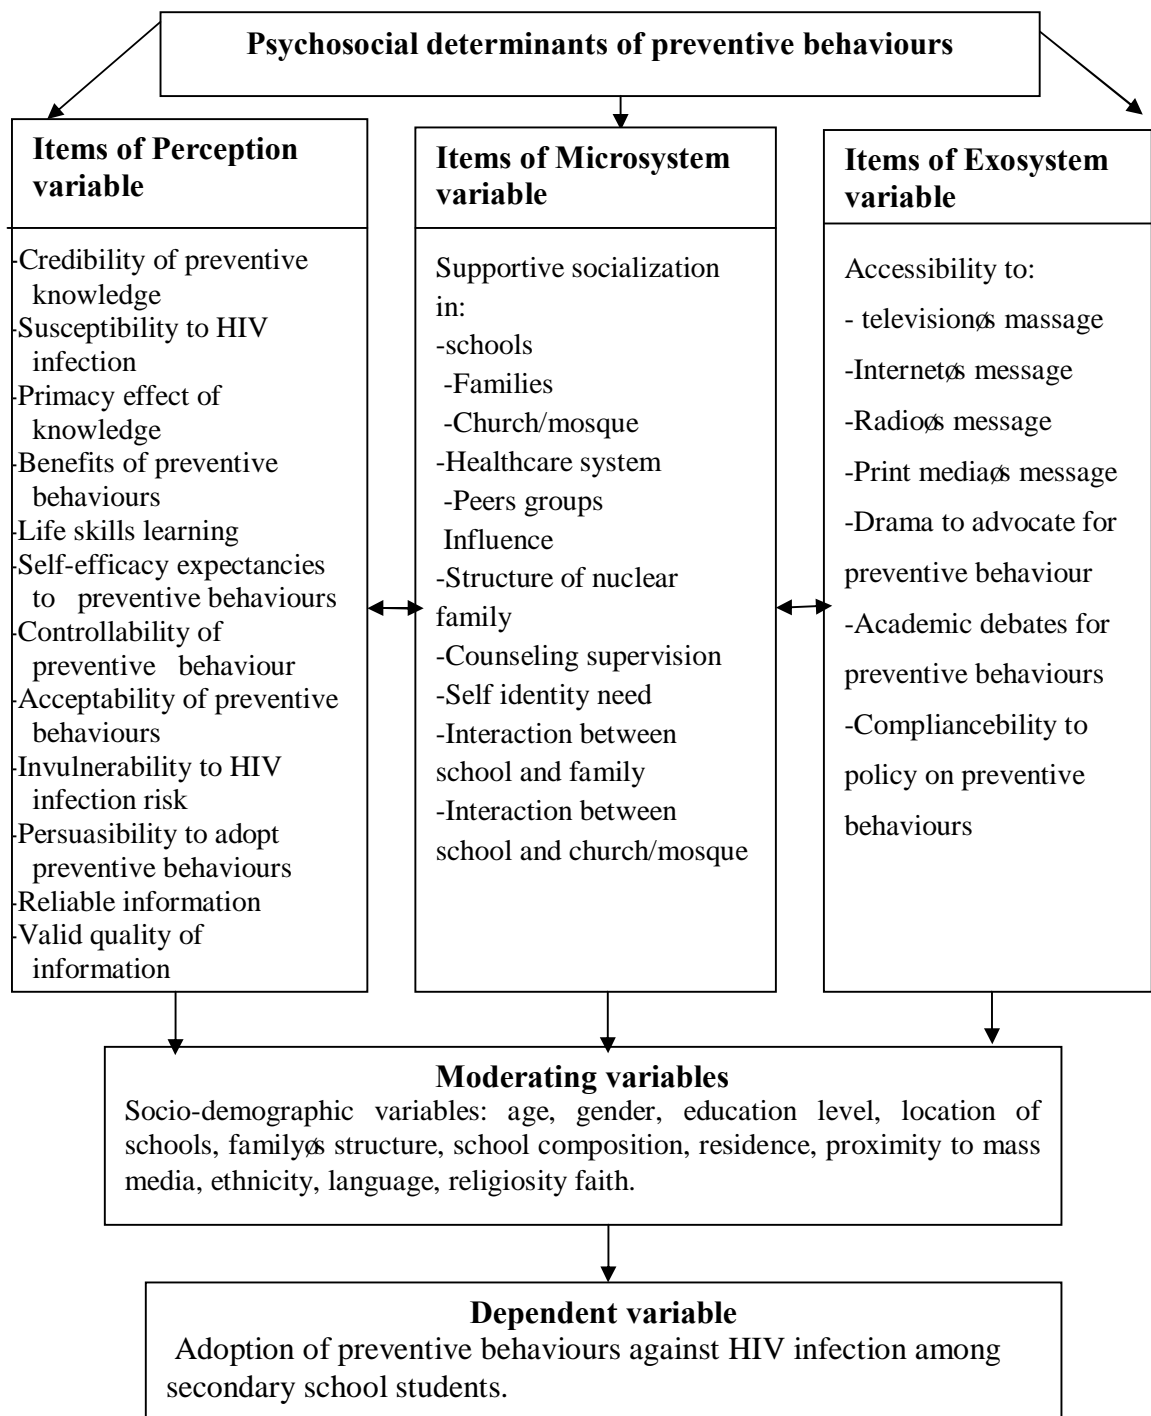 Psychosocial determinants of preventive behaviours
Items of Perception
variable
-Credibility of preventive
knowledge
-Susceptibility to HIV
infection
-Primacy effect of
knowledge
-Benefits of preventive
behaviours
-Life skills learning
-Self-efficacy expectancies
to preventive behaviours
-Controllability of
preventive behaviour
-Acceptability of preventive
behaviours
-Invulnerability to HIV
infection risk
-Persuasibility to adopt
preventive behaviours
-Reliable information
-Valid quality of
information
Items of Microsystem
variable
Supportive socialization
in:
-schools
-Families
-Church/mosque
-Healthcare system
-Peers groups
Influence
-Structure of nuclear
family
-Counseling supervision
-Self identity need
-Interaction between
school and family
-Interaction between
school and church/mosque
Items of Exosystem
variable
Accessibility to:
- televisionøs massage
-Internetøs message
-Radioøs message
-Print mediaøs message
-Drama to advocate for
preventive behaviour
-Academic debates for
preventive behaviours
-Compliancebility to
policy on preventive
behaviours
Moderating variables
Socio-demographic variables: age, gender, education level, location of
schools, familyøs structure, school composition, residence, proximity to mass
media, ethnicity, language, religiosity faith.
Dependent variable
Adoption of preventive behaviours against HIV infection among
secondary school students.